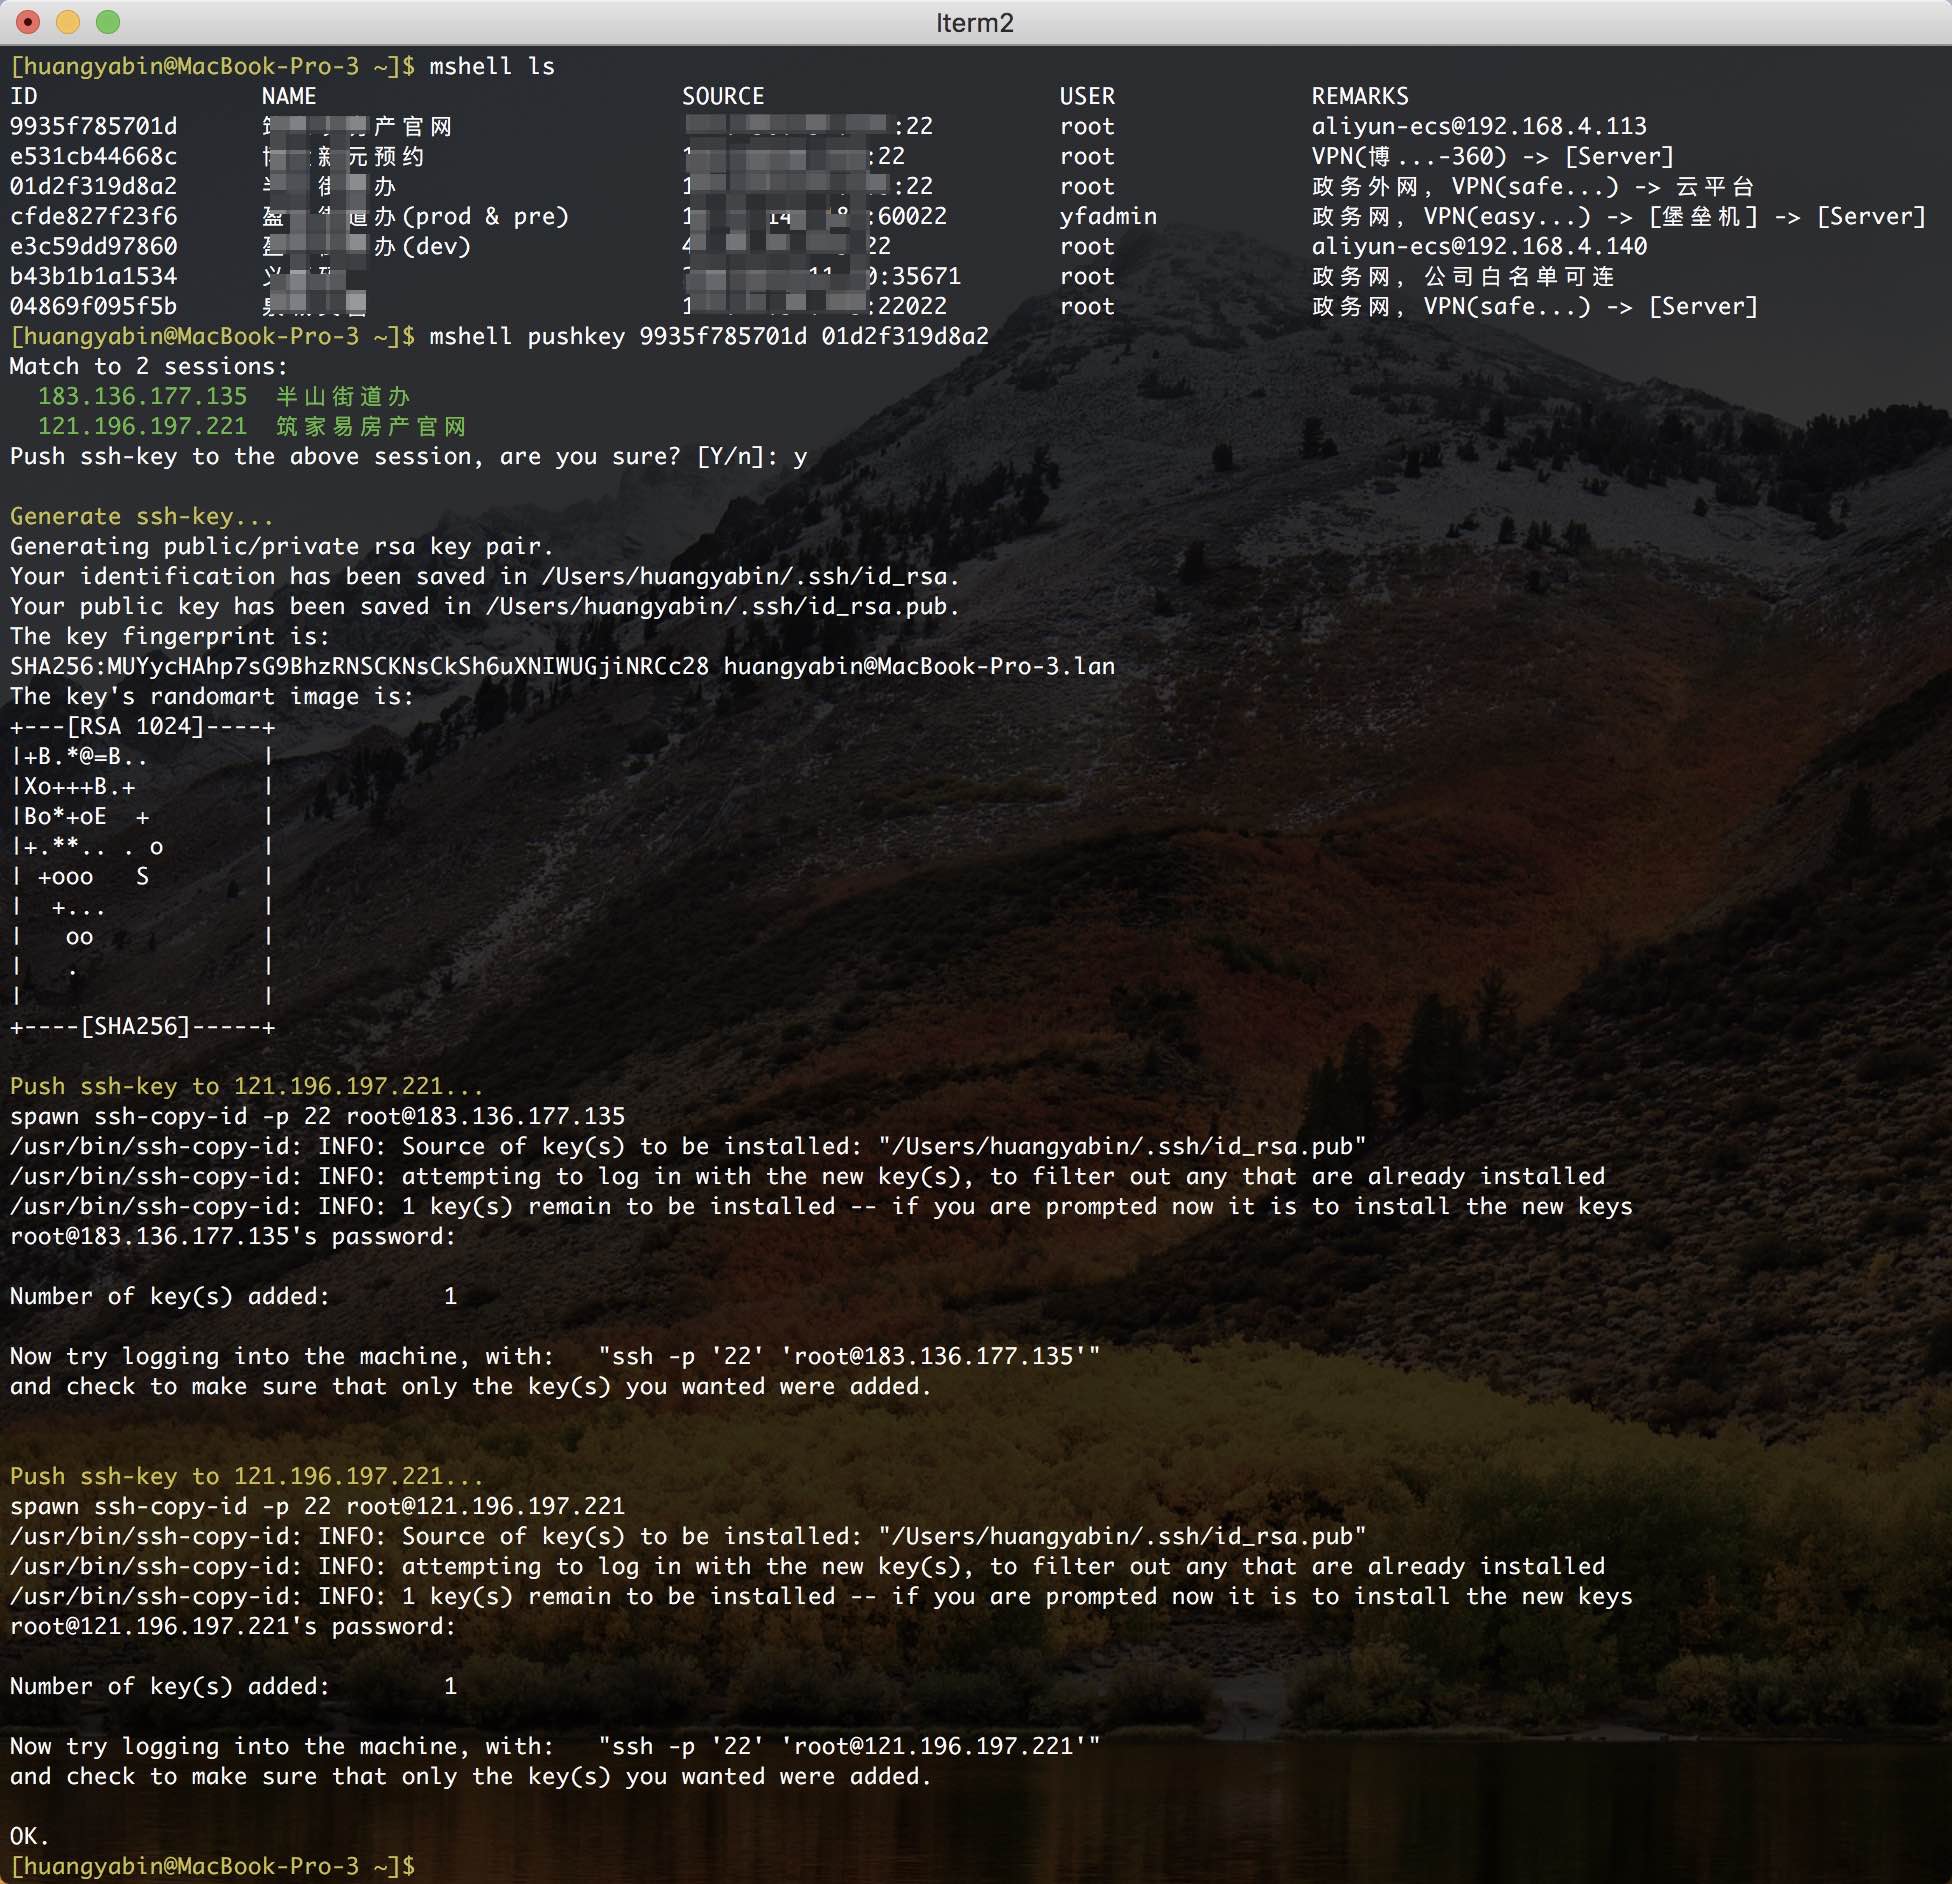 Iterm2
[huangyabin@MacBook-Pro-3 ~]$ mshell ls
ID NAME SOURCE USER REMARKS
9935f785701d 产官网 :22 root aliyun-ecs@192.168.4.113
e531cb44668c 新元预约 :22 root VPN(博...-360) -> [Server]
01d2f319d8a2 街 办 :22 root 政务外网, VPN(safe...) -> 云平台
cfde827f23f6 道办(prod & pre) :60022 yfadmin 政务网, VPN(easy...) -> [堡垒机] -> [Server]
e3c59dd97860 办(dev) root aliyun-ecs@192.168.4.140
b43b1b1a1534 :35671 root 政务网, 公司白名单可连
04869f095f5b :22022 root 政务网, VPN(safe...) -> [Server]
[huangyabin@MacBook-Pro-3 ~]$ mshell pushkey 9935f785701d 01d2f319d8a2
Match to 2 sessions:
183.136.177.135 半山街道办
121.196.197.221 筑家易房产官网
Push ssh-key to the above session, are you sure? [Y/n]: y
Generate ssh-key...
Generating public/private rsa key pair.
Your identification has been saved in /Users/huangyabin/.ssh/id_rsa.
Your public key has been saved in /Users/huangyabin/.ssh/id_rsa.pub.
The key fingerprint is:
SHA256:MUYycHAhp7sG9BhzRNSCKNsCkSh6uXNIWUGjiNRCc28 huangyabin@MacBook-Pro-3.lan
The key's randomart image is:
+---[RSA 1024]----+
|+B.*@=B..        |
|Xo+++B.+         |
|Bo*+oE  +        |
|+.**.. . o       |
| +ooo   S        |
|  +...           |
|   oo            |
|   .             |
|                 |
+----[SHA256]-----+
Push ssh-key to 121.196.197.221...
spawn ssh-copy-id -p 22 root@183.136.177.135
/usr/bin/ssh-copy-id: INFO: Source of key(s) to be installed: "/Users/huangyabin/.ssh/id_rsa.pub"
/usr/bin/ssh-copy-id: INFO: attempting to log in with the new key(s), to filter out any that are already installed
/usr/bin/ssh-copy-id: INFO: 1 key(s) remain to be installed -- if you are prompted now it is to install the new keys
root@183.136.177.135's password:
Number of key(s) added:        1
Now try logging into the machine, with:   "ssh -p '22' 'root@183.136.177.135'"
and check to make sure that only the key(s) you wanted were added.
Push ssh-key to 121.196.197.221...
spawn ssh-copy-id -p 22 root@121.196.197.221
/usr/bin/ssh-copy-id: INFO: Source of key(s) to be installed: "/Users/huangyabin/.ssh/id_rsa.pub"
/usr/bin/ssh-copy-id: INFO: attempting to log in with the new key(s), to filter out any that are already installed
/usr/bin/ssh-copy-id: INFO: 1 key(s) remain to be installed -- if you are prompted now it is to install the new keys
root@121.196.197.221's password:
Number of key(s) added:        1
Now try logging into the machine, with:   "ssh -p '22' 'root@121.196.197.221'"
and check to make sure that only the key(s) you wanted were added.
OK.
[huangyabin@MacBook-Pro-3 ~]$